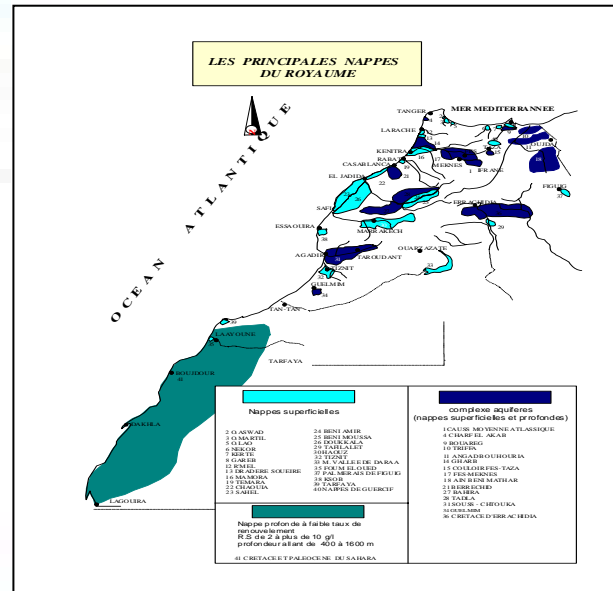 LES PRINCIPALES NAPPES
DU ROYAUME
OCEAN ATLANTIQUE
MER MEDITERRANNEE
TANGER
LARACHE
KENITRA
RABAT
CASABLANCA
MEKNES
IFRANE
TAZA
OUJDA
FIGUIG
EL JADIDA
SAFI
ERRACHIDIA
ESSAOUIRA
MARRAKECH
OUARZAZATE
AGADIR
TAROUDANT
TIZNIT
GUELMIM
TAN-TAN
LAAYOUNE
TARFAYA
BOUJDOUR
41
DAKHLA
LAGOUIRA
Nappes superficielles
2 O.ASWAD
3 O.MARTIL
5 O.LAO
6 NEKOR
7 KERTE
8 GAREB
12 R'MEL
13 DRADERE SOUEIRE
16 MAMORA
19 TEMARA
22 CHAOUIA
23 SAHEL
24 BENI AMIR
25 BENI MOUSSA
26 DOUKKALA
29 TAFILALET
30 HAOUZ
32 TIZNIT
33 M. VALLEE DE DARAA
35 FOUM EL OUED
37 PALMERAIS DE FIGUIG
38 KSOB
39 TARFAYA
40 NAPPES DE GUERCIF
complexe aquiferes
(nappes superficielles et prrofondes)
1 CAUSS MOYENNE ATLASSIQUE
4 CHARF EL AKAB
9 BOUAREG
10 TRIFFA
11 ANGAD BOUHOURIA
14 GHARB
15 COULOIR FES-TAZA
17 FES-MEKNES
18 AIN BENI MATHAR
21 BERRECHID
27 BAHIRA
28 TADLA
31 SOUSS - CHTOUKA
34 GUELMIM
36 CRETACE D'ERRACHIDIA
Nappe profonde à faible taux de
renouvelement
R.S de 2 à plus de 10 g/l
profondeur allant de 400 à 1600 m
41 CRETACE ET PALEOCENE DU SAHARA